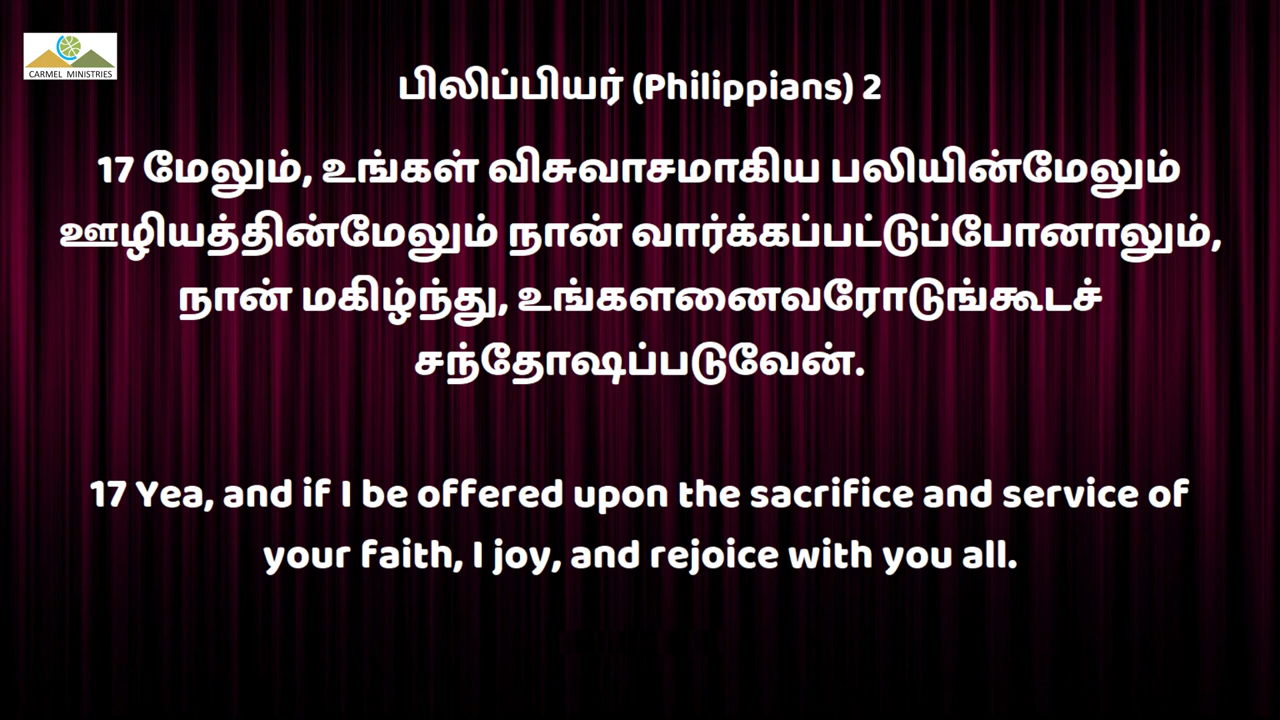 CARMEL MINISTRIES
பிலிப்பியர் (Philippians) 2
17 மேலும், உங்கள் விசுவாசமாகிய பலியின்மேலும்
ஊழியத்தின்மேலும் நான் வார்க்கப்பட்டுப்போனாலும்,
நான் மகிழ்ந்து, உங்களனைவரோடுங்கூடச்
சந்தோஷப்படுவேன்.
17 Yea, and if I be offered upon the sacrifice and service of
your faith, I joy, and rejoice with you all.